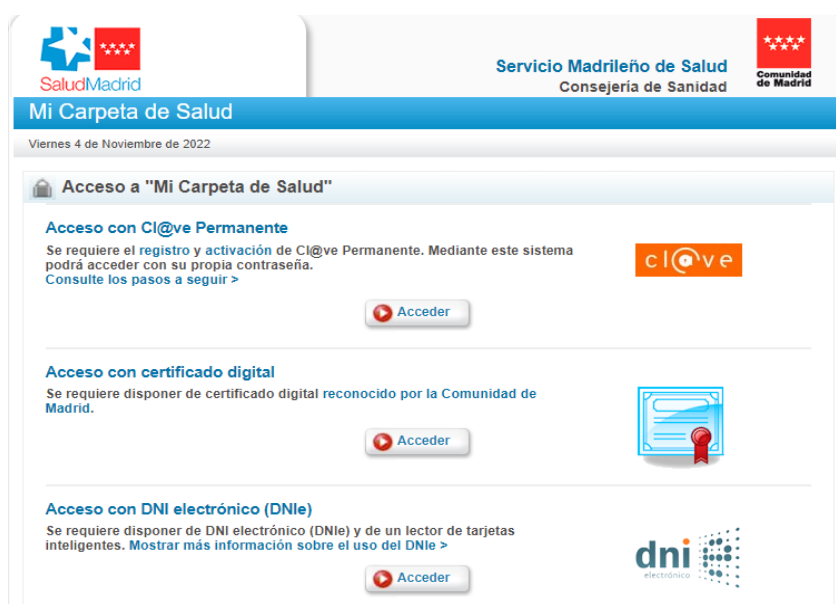 ★★★★
★★★
SaludMadrid
Servicio Madrileño de Salud
Consejería de Sanidad
Comunidad
de Madrid
Mi Carpeta de Salud
Viernes 4 de Noviembre de 2022
Acceso a "Mi Carpeta de Salud"
Acceso con Cl@ve Permanente
Se requiere el registro y activación de Cl@ve Permanente. Mediante este sistema
podrá acceder con su propia contraseña.
Consulte los pasos a seguir >
cl@ve
Acceder
Acceso con certificado digital
Se requiere disponer de certificado digital reconocido por la Comunidad de
Madrid.
Acceder
Acceso con DNI electrónico (DNIe)
Se requiere disponer de DNI electrónico (DNIe) y de un lector de tarjetas
inteligentes. Mostrar más información sobre el uso del DNIe >
dni
electrónico
Acceder